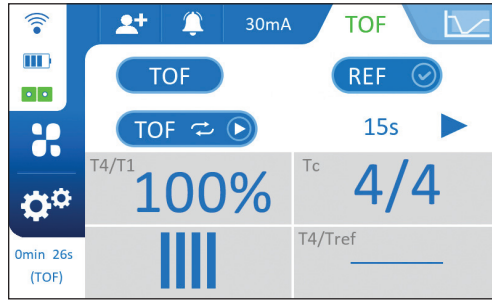 30mA
TOF
TOF
REF
TOF
15s
T4/T1
100%
Tc
4/4
T4/Tref
0min 26s
(TOF)